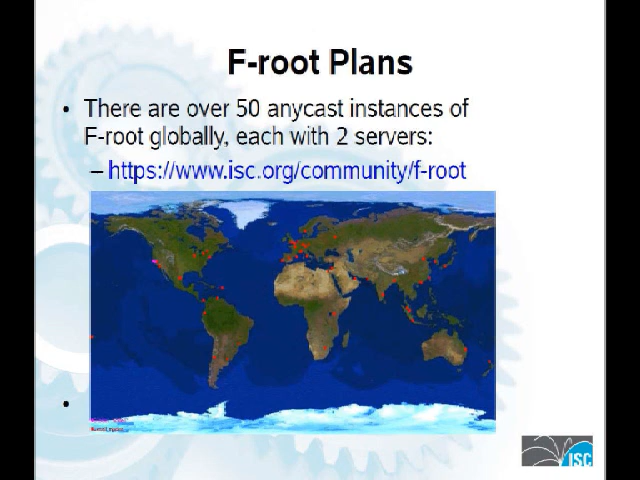 F-root Plans
• There are over 50 anycast instances of
F-root globally, each with 2 servers:
– https://www.isc.org/community/f-root
•
ISC